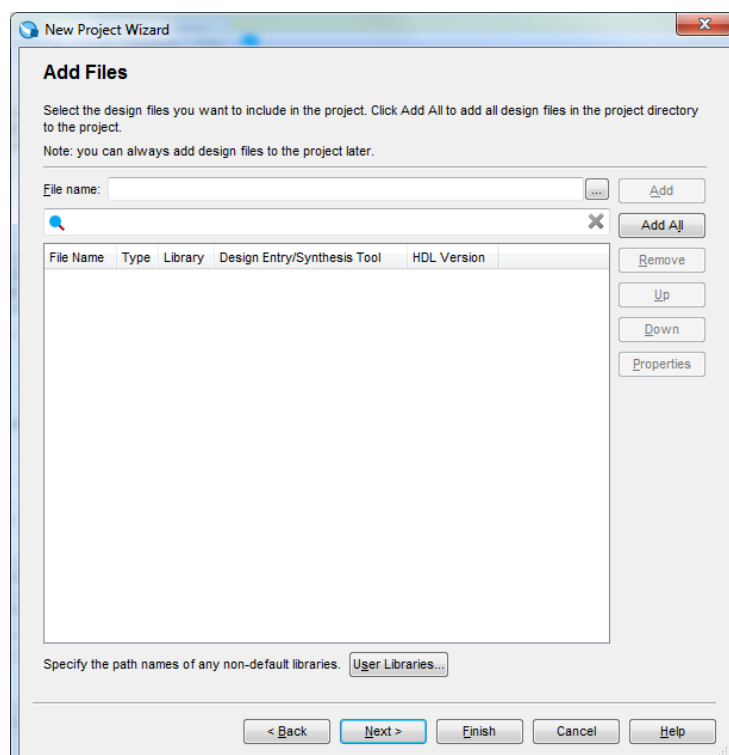 New Project Wizard
Add Files
Select the design files you want to include in the project. Click Add All to add all design files in the project directory
to the project.
Note: you can always add design files to the project later.
File name: ... Add
Add All
File Name Type Library Design Entry/Synthesis Tool HDL Version
Remove
Up
Down
Properties
Specify the path names of any non-default libraries. User Libraries...
< Back Next > Finish Cancel Help